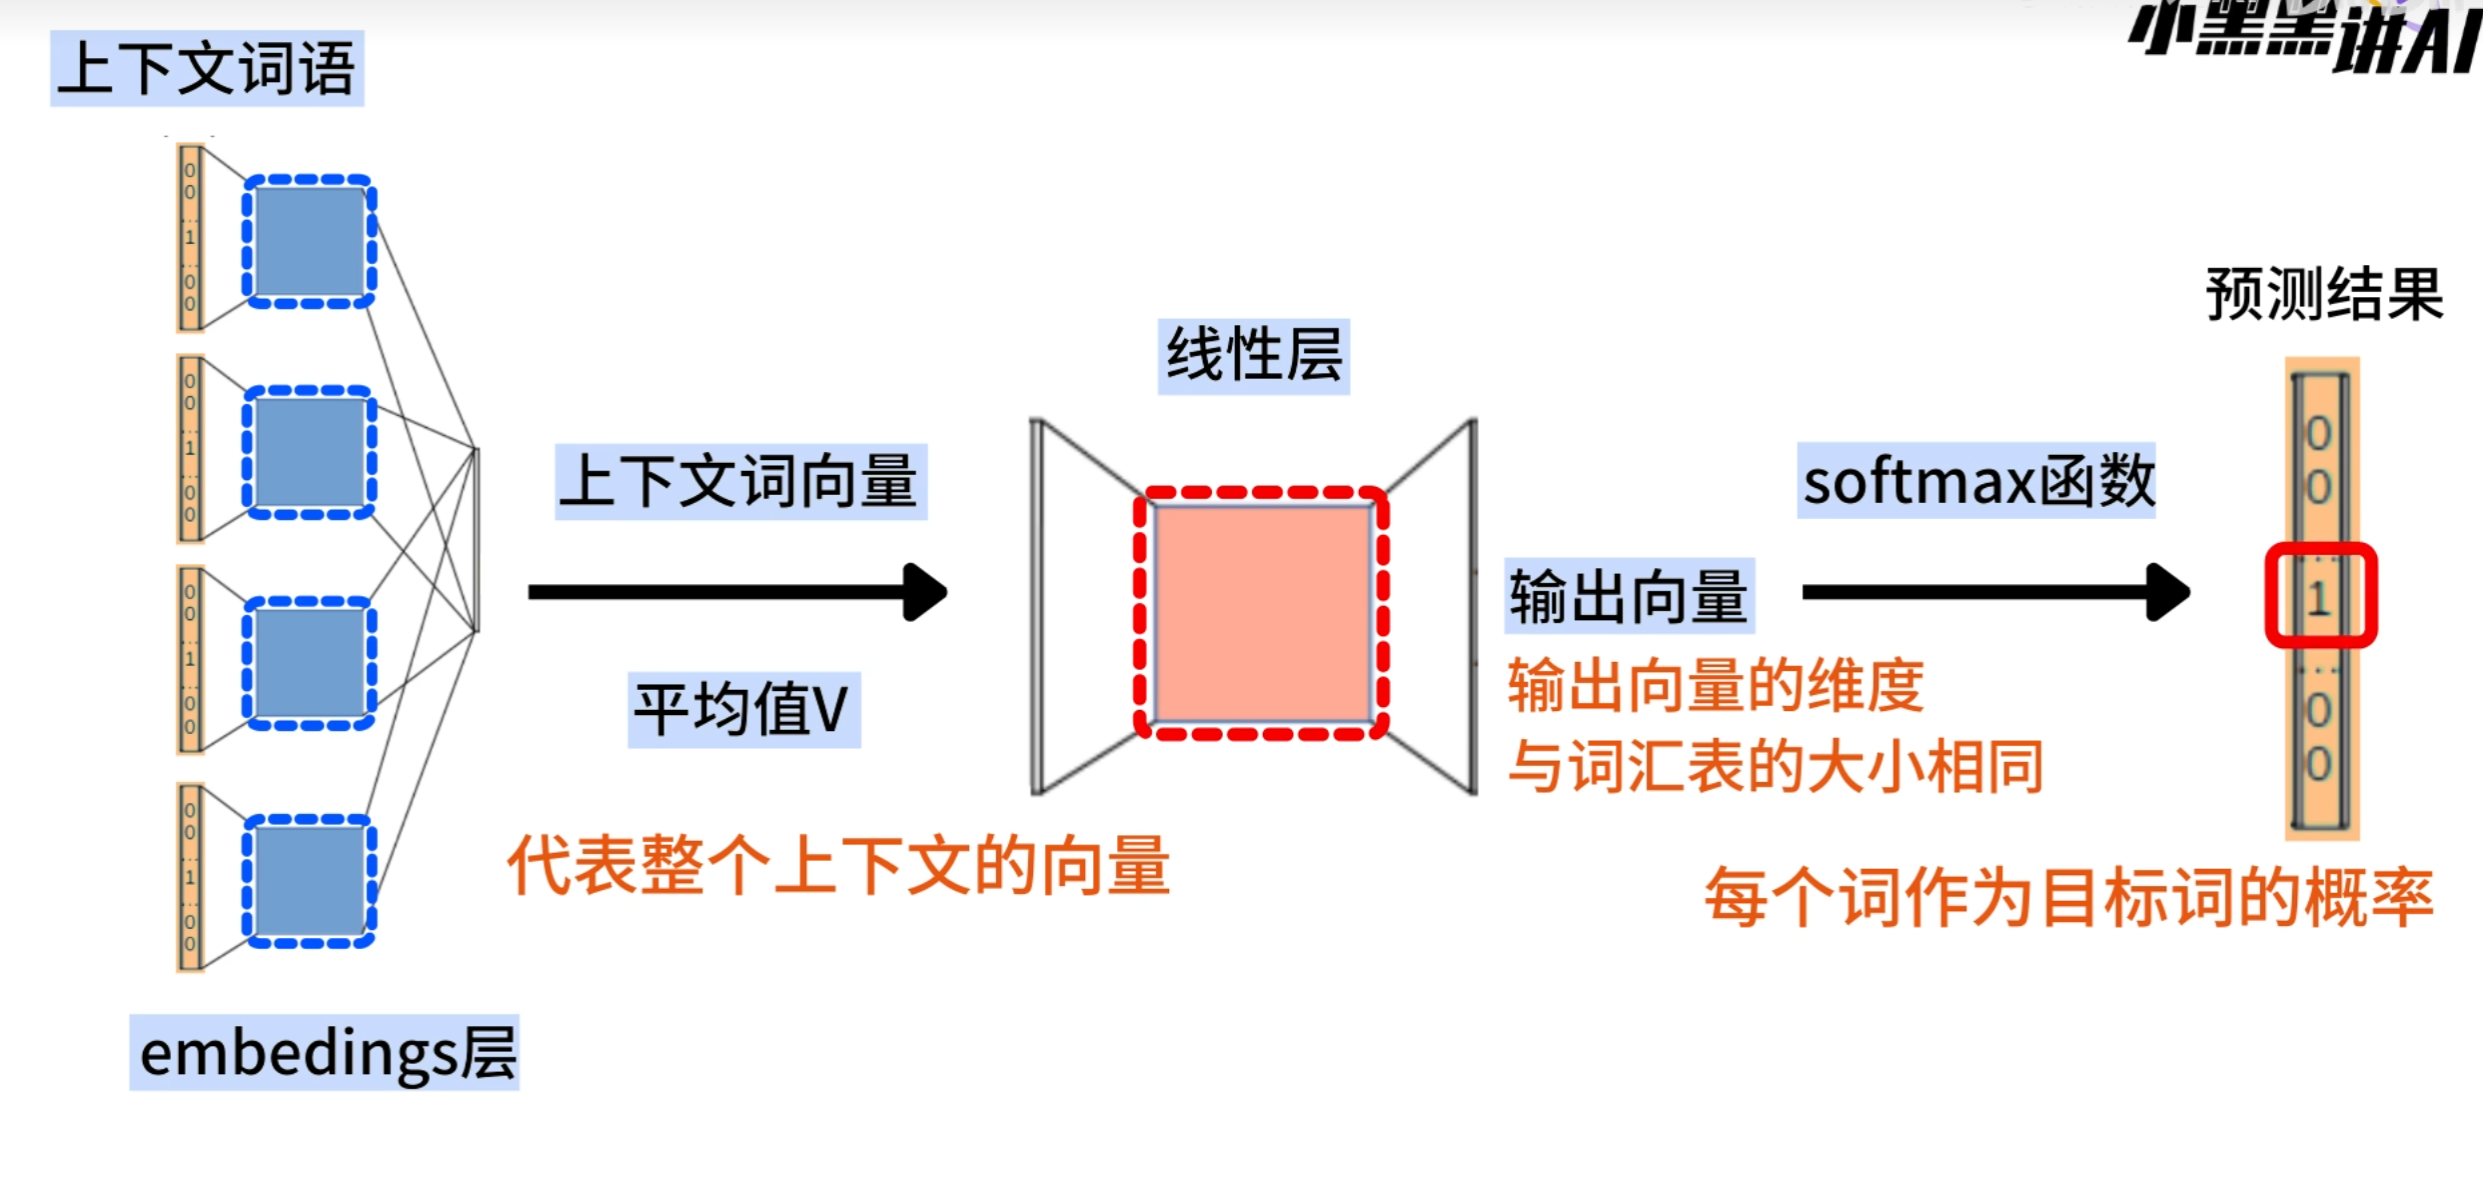 小黑黑讲AI
上下文词语
0
0
...
1
...
0
0
0
0
...
1
...
0
0
0
0
...
1
...
0
0
0
0
...
1
...
0
0
embedings层
上下文词向量
平均值V
代表整个上下文的向量
线性层
输出向量
输出向量的维度
与词汇表的大小相同
softmax函数
预测结果
0
0
...
1
...
0
0
每个词作为目标词的概率